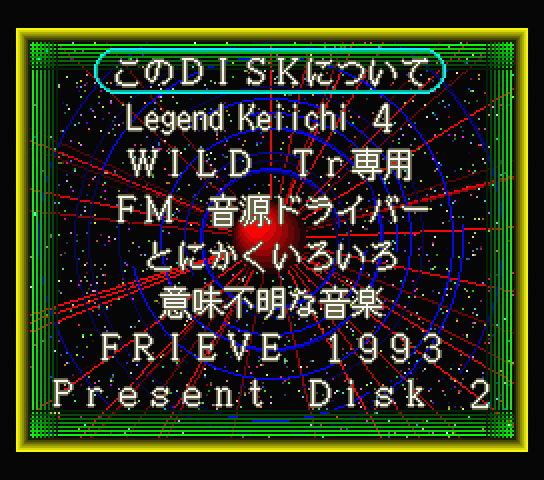 このＤＩＳＫについて
Legend Keiichi ４
ＷＩＬＤ　Ｔｒ専用
ＦＭ　音源ドライバー
とにかくいろいろ
意味不明な音楽
ＦＲＩＥＶＥ　１９９３
Ｐｒｅｓｅｎｔ　Ｄｉｓｋ　２